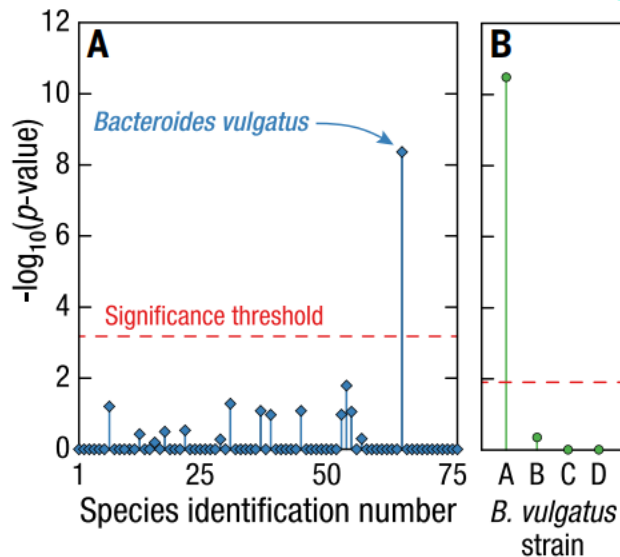 A
B
12
10
8
6
4
2
0
-log10(p-value)
Bacteroides vulgatus
Significance threshold
1 25 50 75
Species identification number
A B C D
B. vulgatus
strain